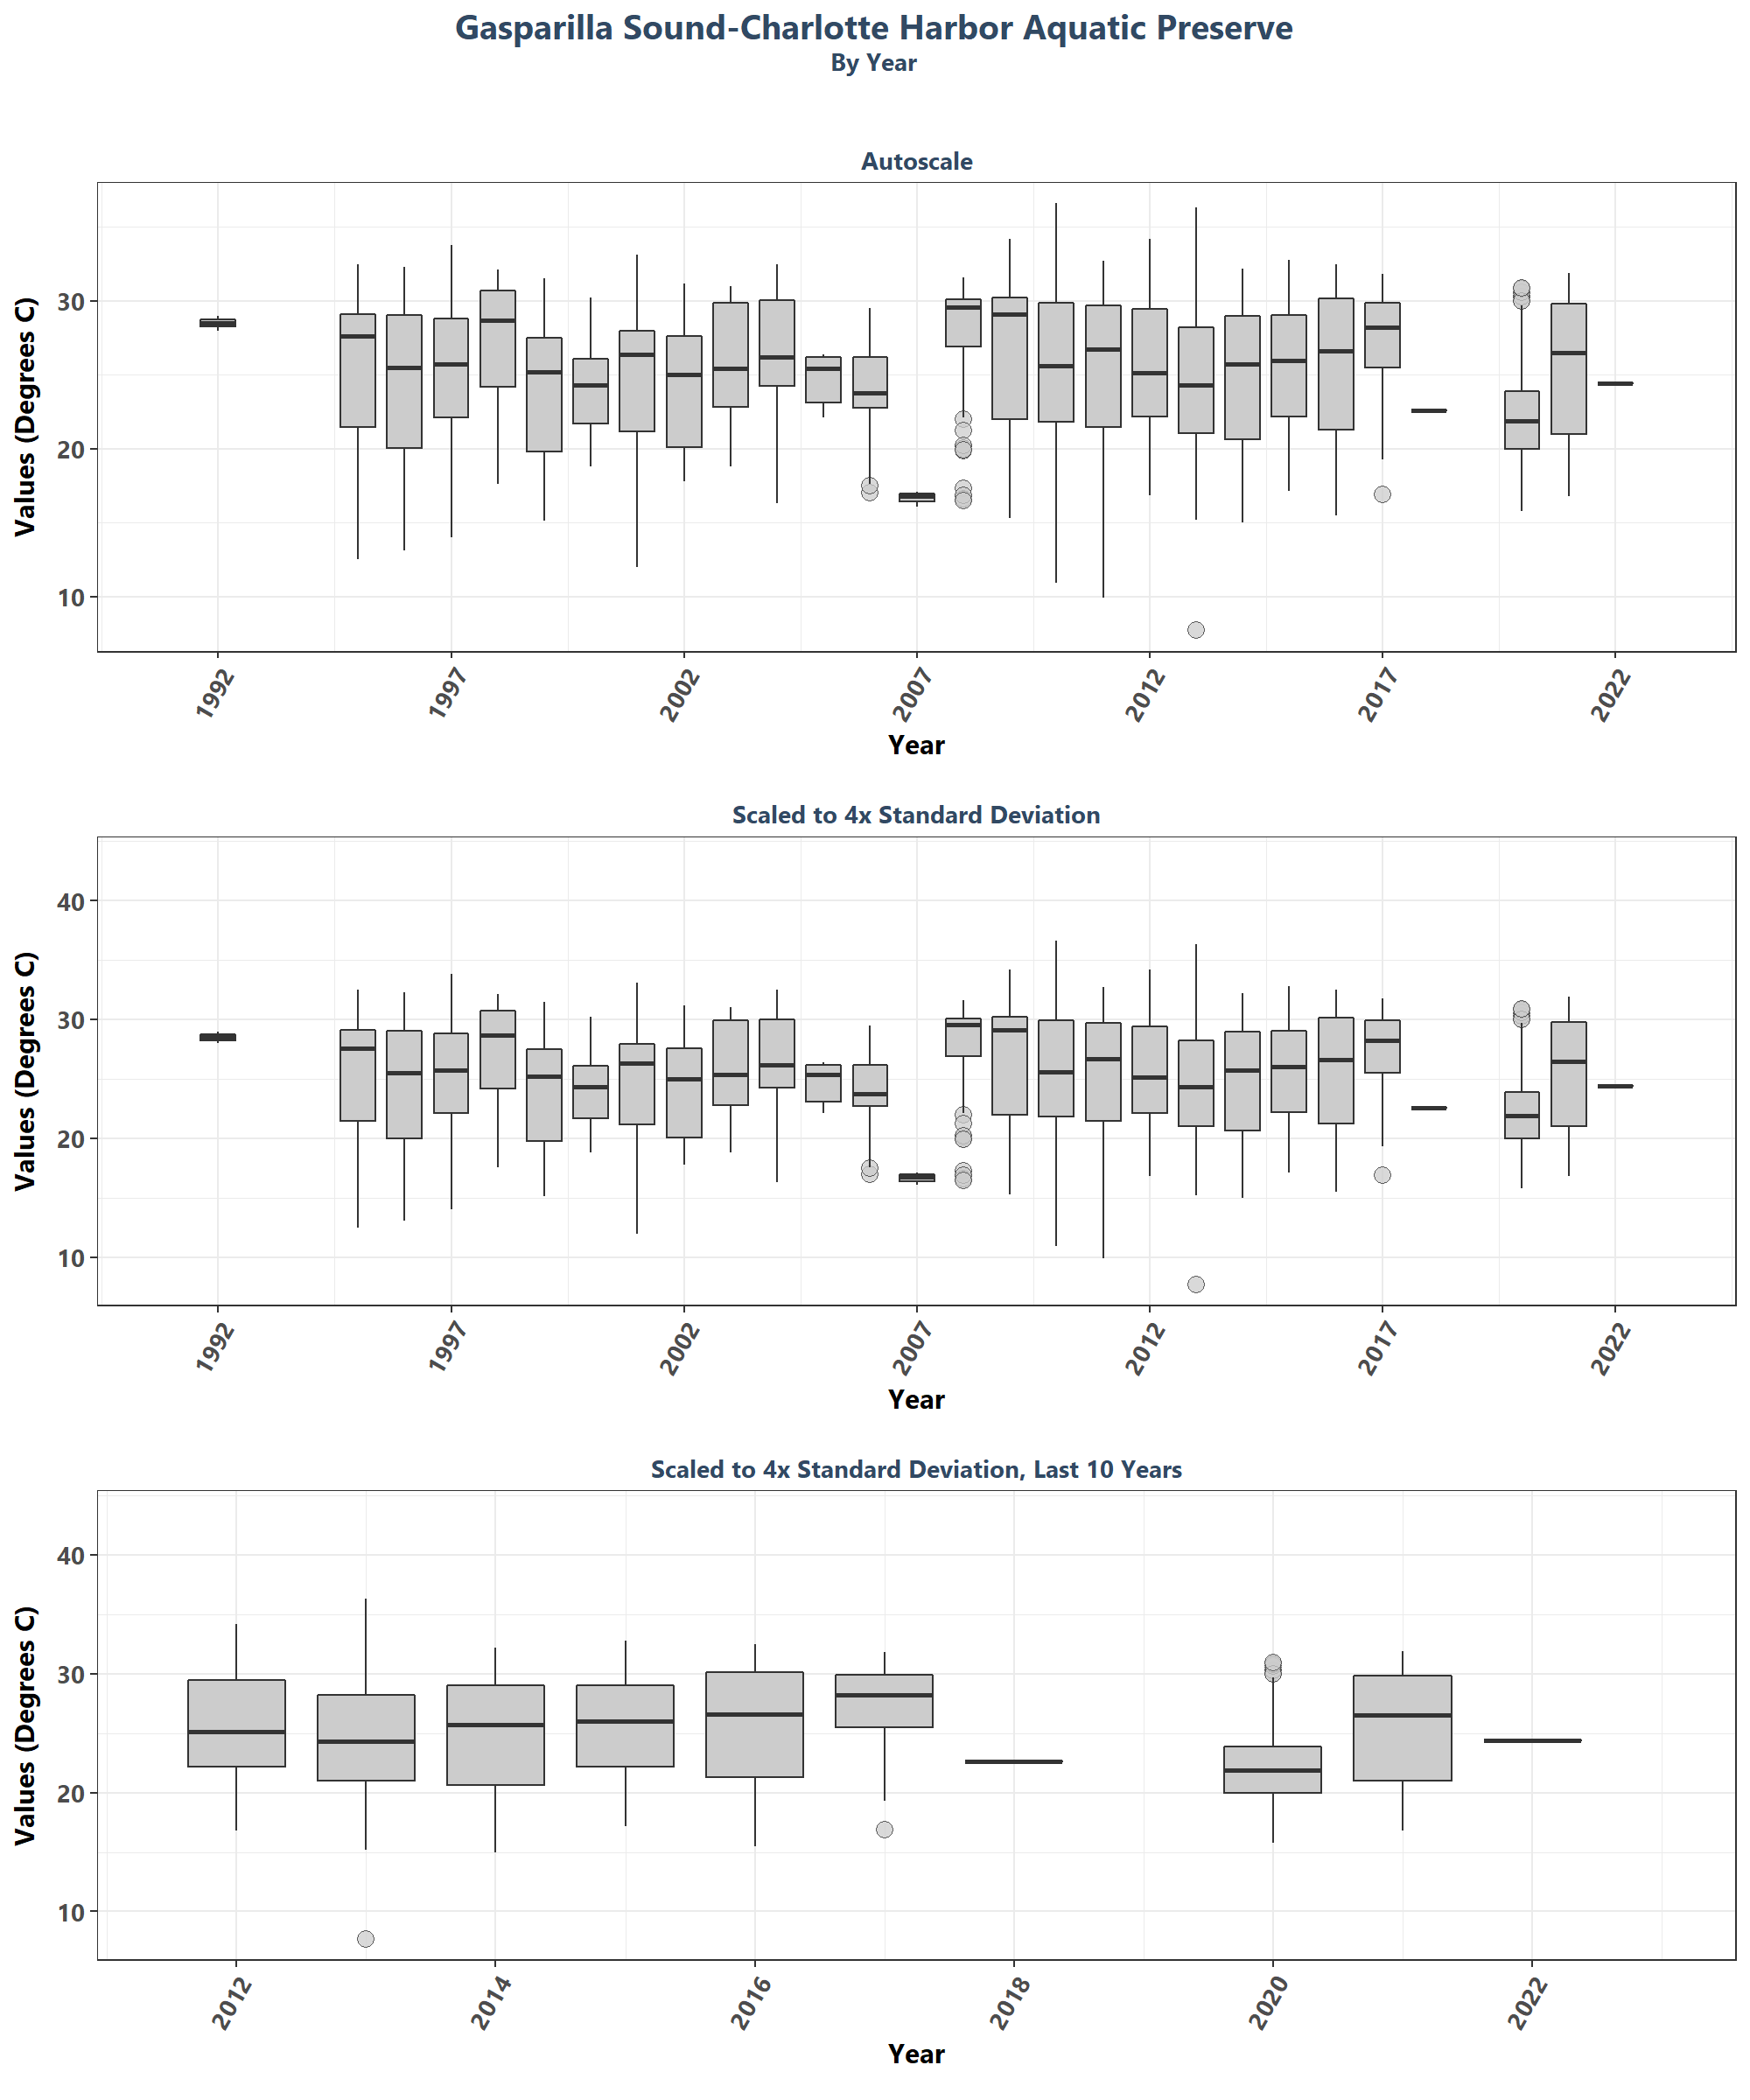 Gasparilla Sound-Charlotte Harbor Aquatic Preserve
By Year
Autoscale
Values (Degrees C)
30
20
10
1992
1997
2002
2007
2012
2017
2022
Year
Scaled to 4x Standard Deviation
Values (Degrees C)
40
30
20
10
1992
1997
2002
2007
2012
2017
2022
Year
Scaled to 4x Standard Deviation, Last 10 Years
Values (Degrees C)
40
30
20
10
2012
2014
2016
2018
2020
2022
Year